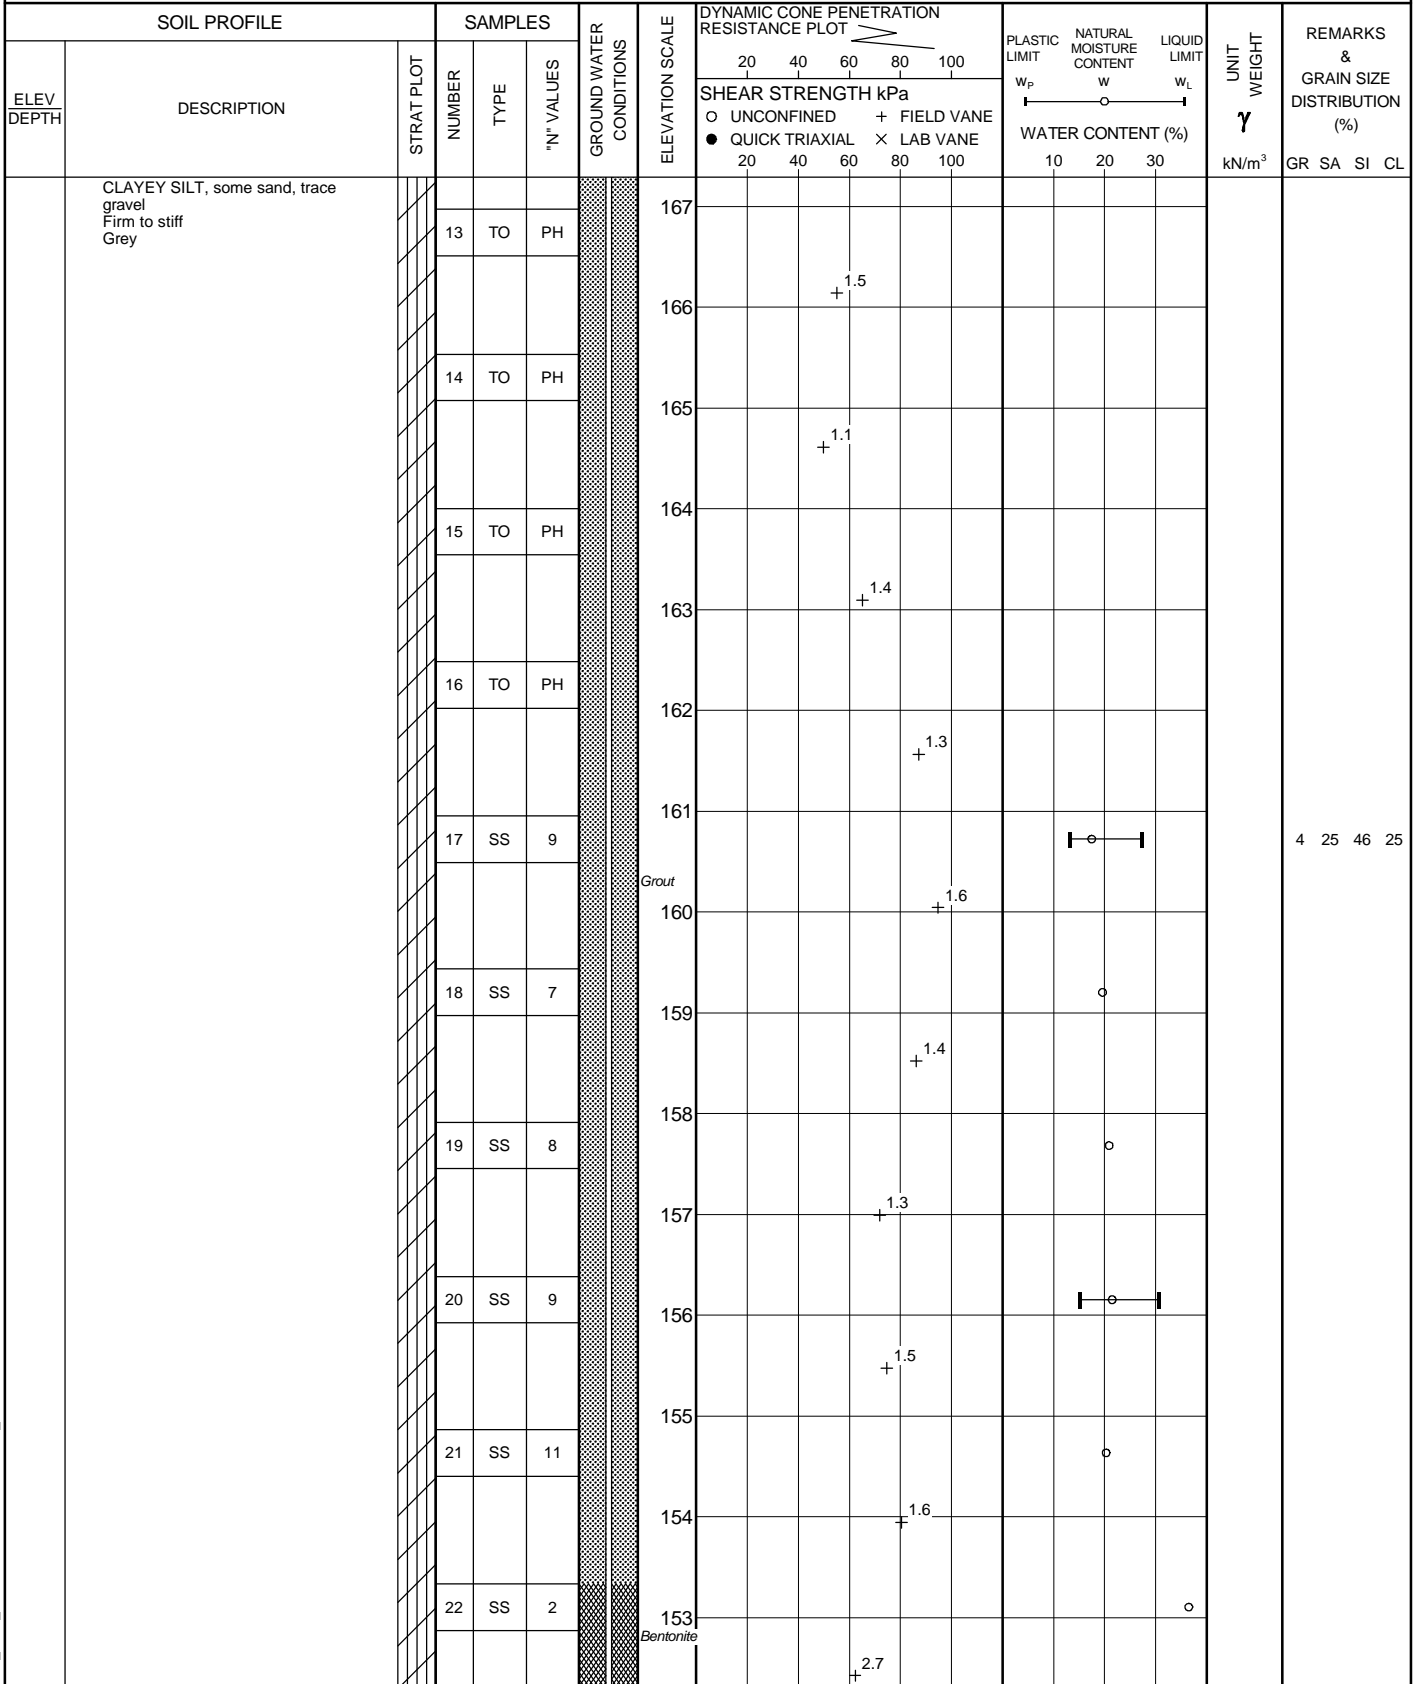 SOIL PROFILE
SAMPLES
GROUND WATER
CONDITIONS
ELEVATION SCALE
DYNAMIC CONE PENETRATION
RESISTANCE PLOT
20 40 60 80 100
PLASTIC
LIMIT
NATURAL
MOISTURE
CONTENT
LIQUID
LIMIT
WP
W
WL
UNIT
WEIGHT
γ
kN/m³
REMARKS
&
GRAIN SIZE
DISTRIBUTION
(%)
GR SA SI CL
ELEV
DEPTH
DESCRIPTION
STRAT PLOT
NUMBER
TYPE
"N" VALUES
SHEAR STRENGTH kPa
○ UNCONFINED + FIELD VANE
● QUICK TRIAXIAL × LAB VANE
20 40 60 80 100
WATER CONTENT (%)
10 20 30
CLAYEY SILT, some sand, trace
gravel
Firm to stiff
Grey
167
13 TO PH
1.5
166
14 TO PH
165
1.1
164
15 TO PH
1.4
163
16 TO PH
162
1.3
161
17 SS 9
4 25 46 25
Grout
1.6
160
18 SS 7
159
1.4
158
19 SS 8
1.3
157
20 SS 9
156
1.5
155
21 SS 11
1.6
154
22 SS 2
153
Bentonite
2.7